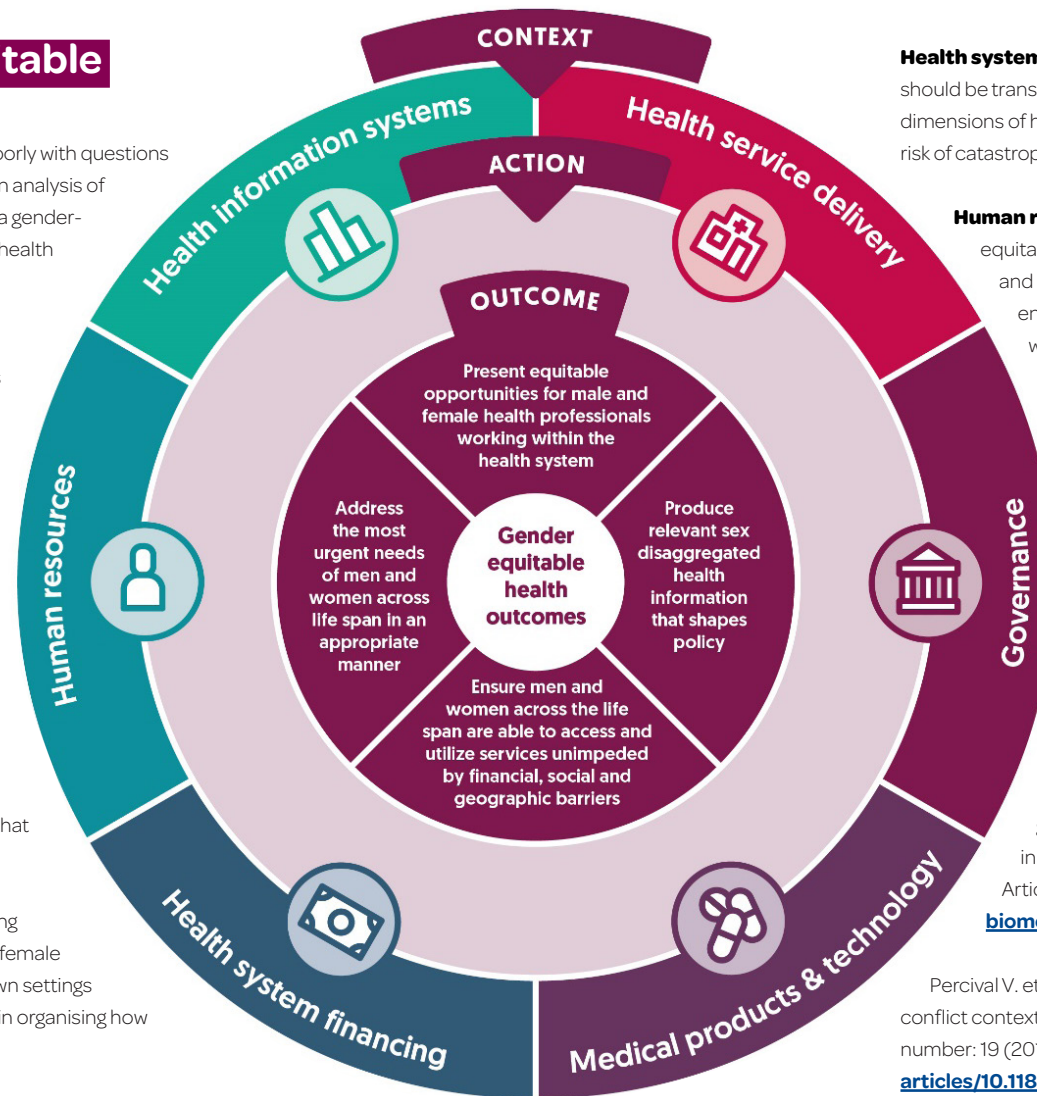 table
oorly with questions
n analysis of
a gender-
health
s
hat
ng
female
wn settings
in organising how
CONTEXT
Health information systems
Health service delivery
ACTION
OUTCOME
Present equitable
opportunities for male and
female health professionals
working within the
health system
Address
the most
urgent needs
of men and
women across
life span in an
appropriate
manner
Gender
equitable
health
outcomes
Produce
relevant sex
disaggregated
health
information
that shapes
policy
Ensure men and
women across the life
span are able to access and
utilize services unimpeded
by financial, social and
geographic barriers
Human resources
Governance
Health system financing
Medical products & technology
Health system
should be trans
dimensions of h
risk of catastrop
Human r
equita
and
en
w
in
Artic
biome
Percival V. et
conflict context
number: 19 (201
articles/10.118